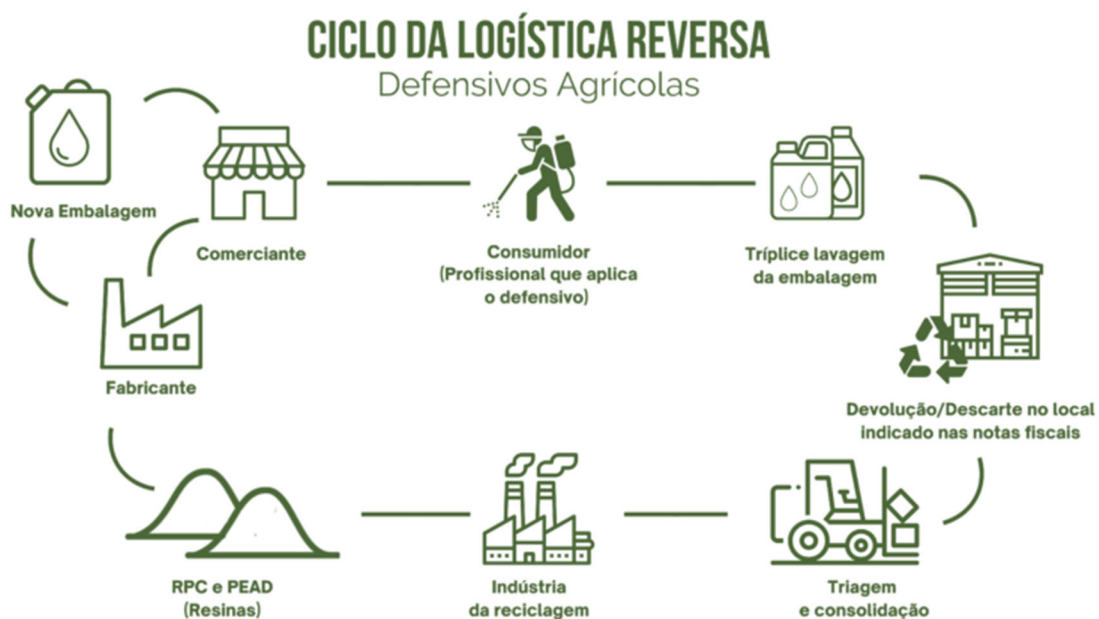 CICLO DA LOGÍSTICA REVERSA
Defensivos Agrícolas
Nova Embalagem
Comerciante
Consumidor
(Profissional que aplica
o defensivo)
Tríplice lavagem
da embalagem
Fabricante
Devolução/Descarte no local
indicado nas notas fiscais
RPC e PEAD
(Resinas)
Indústria
da reciclagem
Triagem
e consolidação